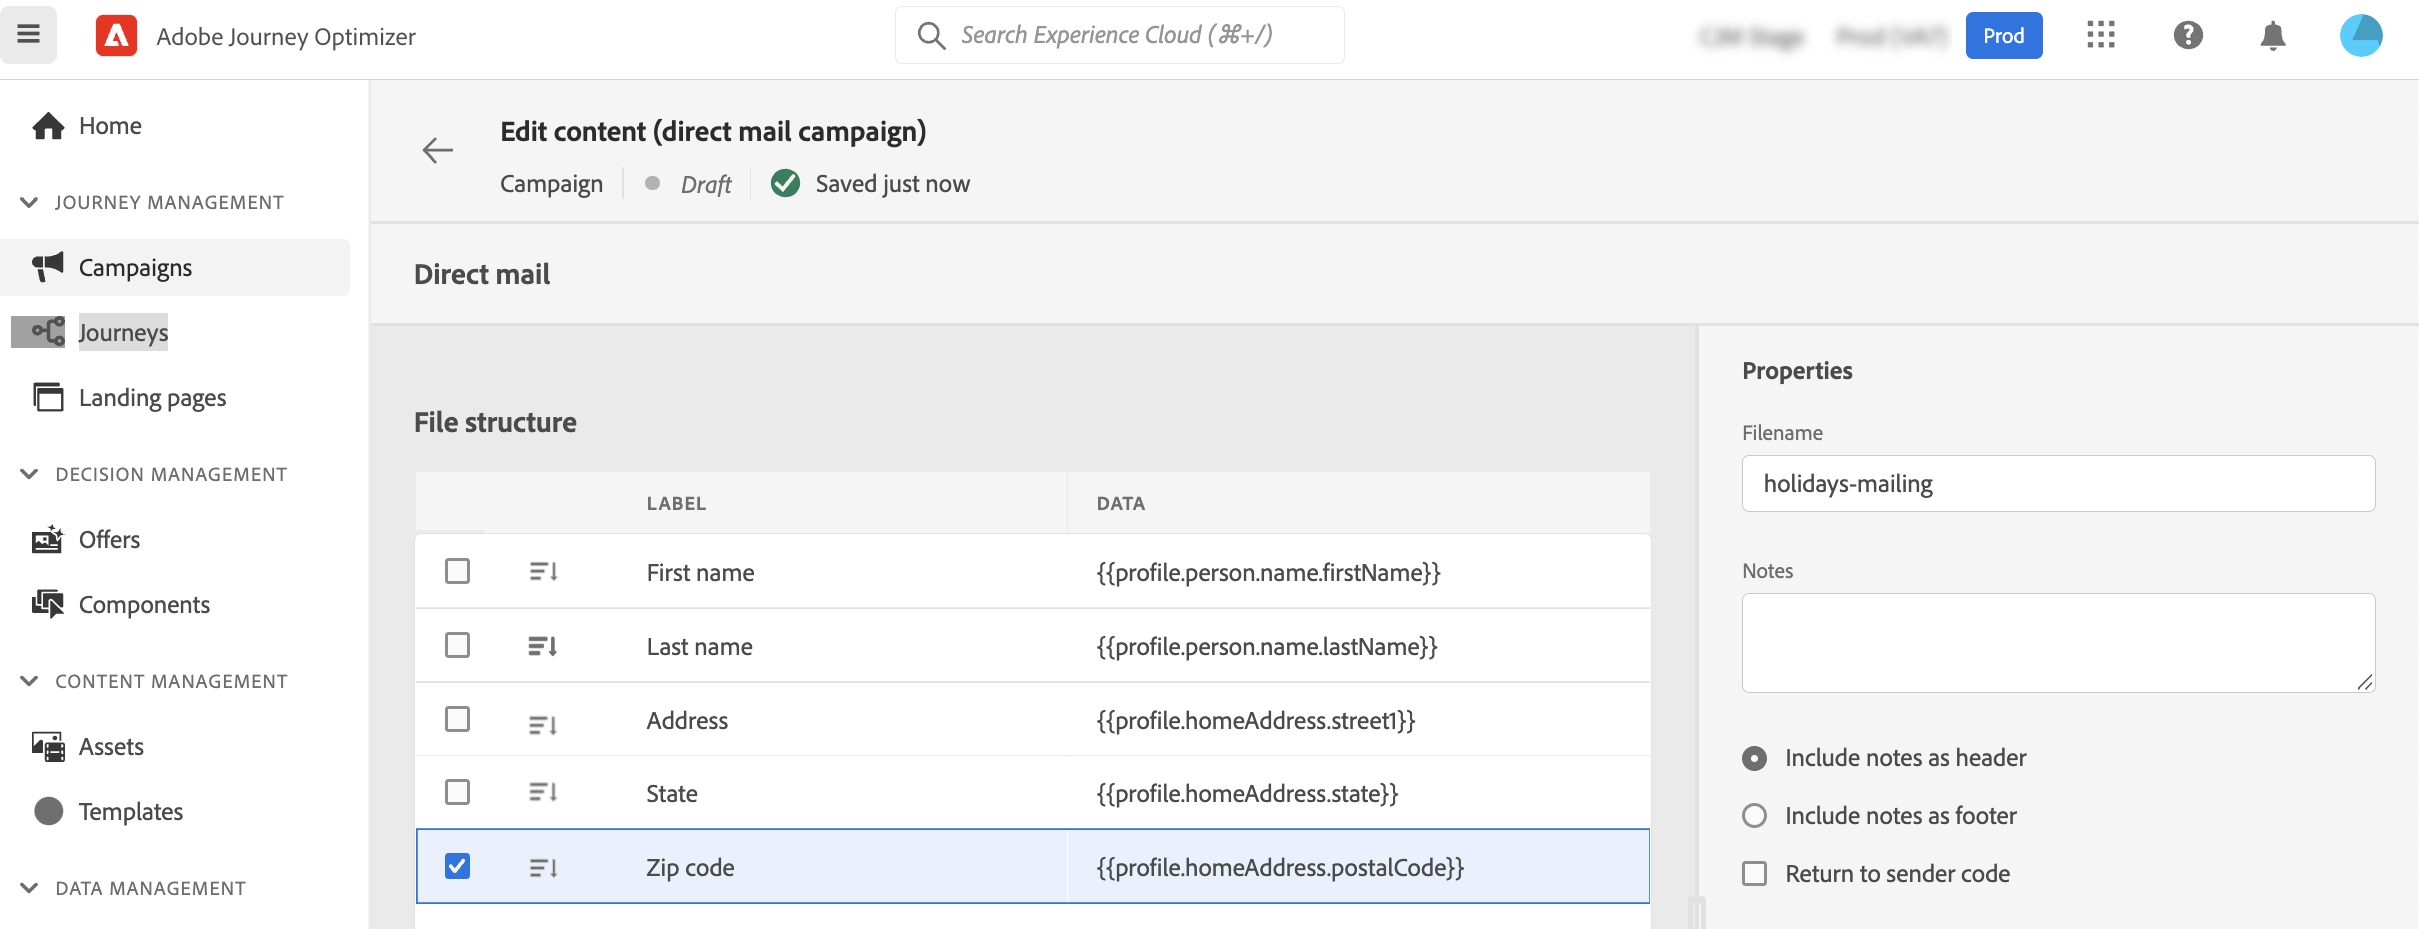 Adobe Journey Optimizer
Search Experience Cloud (⌘+/)
Prod
Home
JOURNEY MANAGEMENT
Campaigns
Journeys
Landing pages
DECISION MANAGEMENT
Offers
Components
CONTENT MANAGEMENT
Assets
Templates
DATA MANAGEMENT
Edit content (direct mail campaign)
Campaign Draft Saved just now
Direct mail
File structure
LABEL DATA
First name {{profile.person.name.firstName}}
Last name {{profile.person.name.lastName}}
Address {{profile.homeAddress.street1}}
State {{profile.homeAddress.state}}
Zip code {{profile.homeAddress.postalCode}}
Properties
Filename
holidays-mailing
Notes
Include notes as header
Include notes as footer
Return to sender code